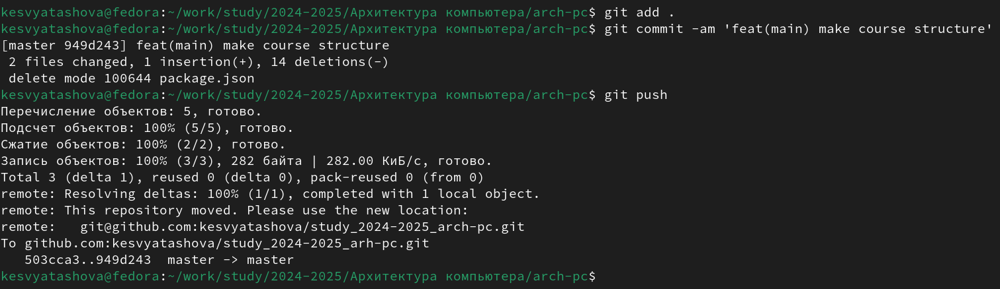 kesvyatashova@fedora:~/work/study/2024-2025/Архитектура компьютера/arch-pc$ git add .
kesvyatashova@fedora:~/work/study/2024-2025/Архитектура компьютера/arch-pc$ git commit -am 'feat(main) make course structure'
[master 949d243] feat(main) make course structure
 2 files changed, 1 insertion(+), 14 deletions(-)
 delete mode 100644 package.json
kesvyatashova@fedora:~/work/study/2024-2025/Архитектура компьютера/arch-pc$ git push
Перечисление объектов: 5, готово.
Подсчет объектов: 100% (5/5), готово.
Сжатие объектов: 100% (2/2), готово.
Запись объектов: 100% (3/3), 282 байта | 282.00 КиБ/с, готово.
Total 3 (delta 1), reused 0 (delta 0), pack-reused 0 (from 0)
remote: Resolving deltas: 100% (1/1), completed with 1 local object.
remote: This repository moved. Please use the new location:
remote:   git@github.com:kesvyatashova/study_2024-2025_arch-pc.git
To github.com:kesvyatashova/study_2024-2025_arh-pc.git
   503cca3..949d243  master -> master
kesvyatashova@fedora:~/work/study/2024-2025/Архитектура компьютера/arch-pc$